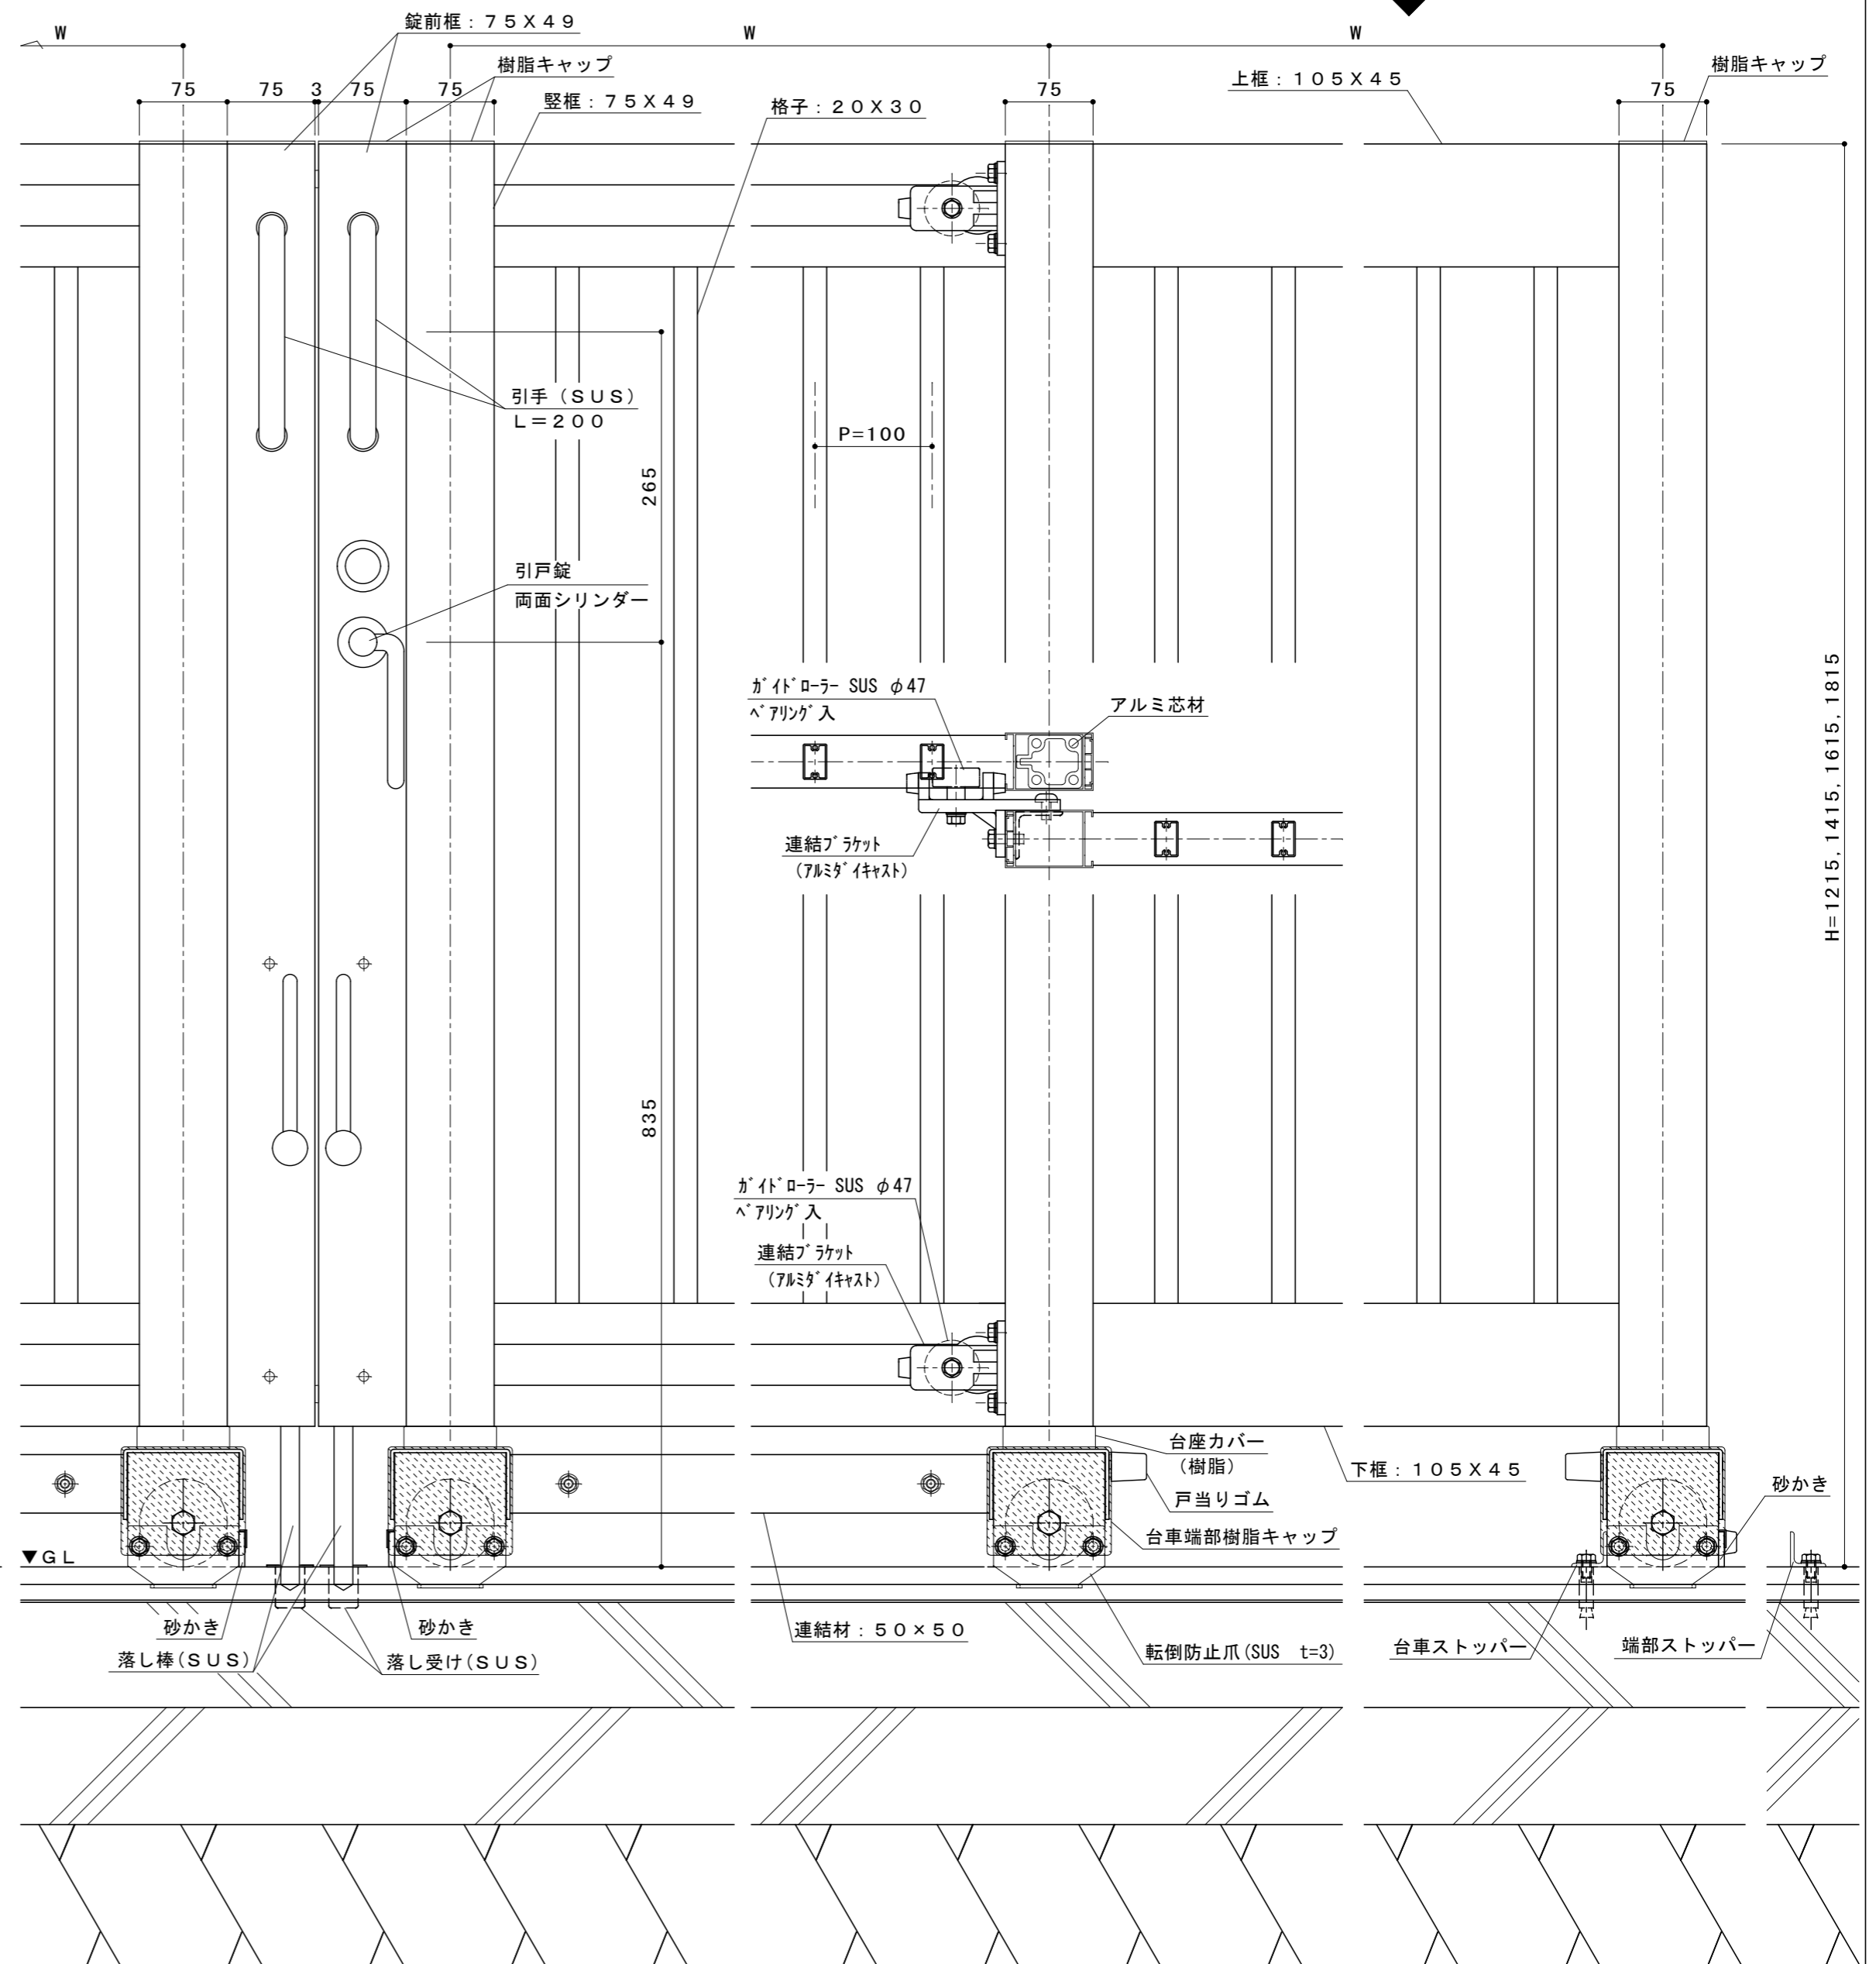 W
錠前框：７５Ｘ４９
W
W
樹脂キャップ
樹脂キャップ
75
75
3
75
75
竪框：７５Ｘ４９
格子：２０Ｘ３０
75
上框：１０５Ｘ４５
75
引手（ＳＵＳ）
Ｌ＝２００
P=100
265
引戸錠
両面シリンダー
H=1215, 1415, 1615, 1815
ｶﾞｲﾄﾞﾛｰﾗｰ SUS φ47
ﾍﾞｱﾘﾝｸﾞ入
アルミ芯材
連結ﾌﾞﾗｹｯﾄ
（ｱﾙﾐﾀﾞｲｷｬｽﾄ）
835
ｶﾞｲﾄﾞﾛｰﾗｰ SUS φ47
ﾍﾞｱﾘﾝｸﾞ入
連結ﾌﾞﾗｹｯﾄ
（ｱﾙﾐﾀﾞｲｷｬｽﾄ）
台座カバー
（樹脂）
下框：１０５Ｘ４５
戸当りゴム
砂かき
台車端部樹脂キャップ
▼ＧＬ
砂かき
砂かき
連結材：５０×５０
落し棒(ＳＵＳ)
落し受け(ＳＵＳ)
転倒防止爪(SUS　t=3)
台車ストッパー
端部ストッパー